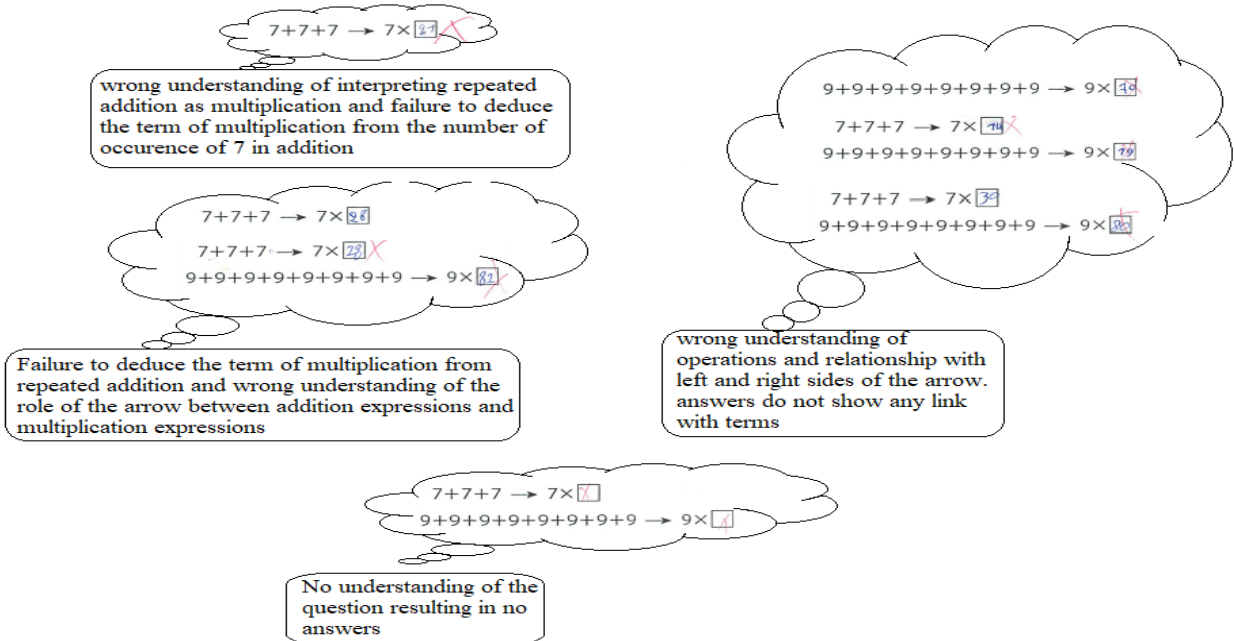 7+7+7 → 7× 21
wrong understanding of interpreting repeated
addition as multiplication and failure to deduce
the term of multiplication from the number of
occurence of 7 in addition
7+7+7 → 7× 28
7+7+7 → 7× 28
9+9+9+9+9+9+9+9 → 9× 82
Failure to deduce the term of multiplication from
repeated addition and wrong understanding of the
role of the arrow between addition expressions and
multiplication expressions
9+9+9+9+9+9+9+9 → 9×
7+7+7 → 7× 14
9+9+9+9+9+9+9+9 → 9×
7+7+7 → 7× 39
9+9+9+9+9+9+9+9 → 9×
wrong understanding of
operations and relationship with
left and right sides of the arrow.
answers do not show any link
with terms
7+7+7 → 7×
9+9+9+9+9+9+9+9 → 9×
No understanding of the
question resulting in no
answers